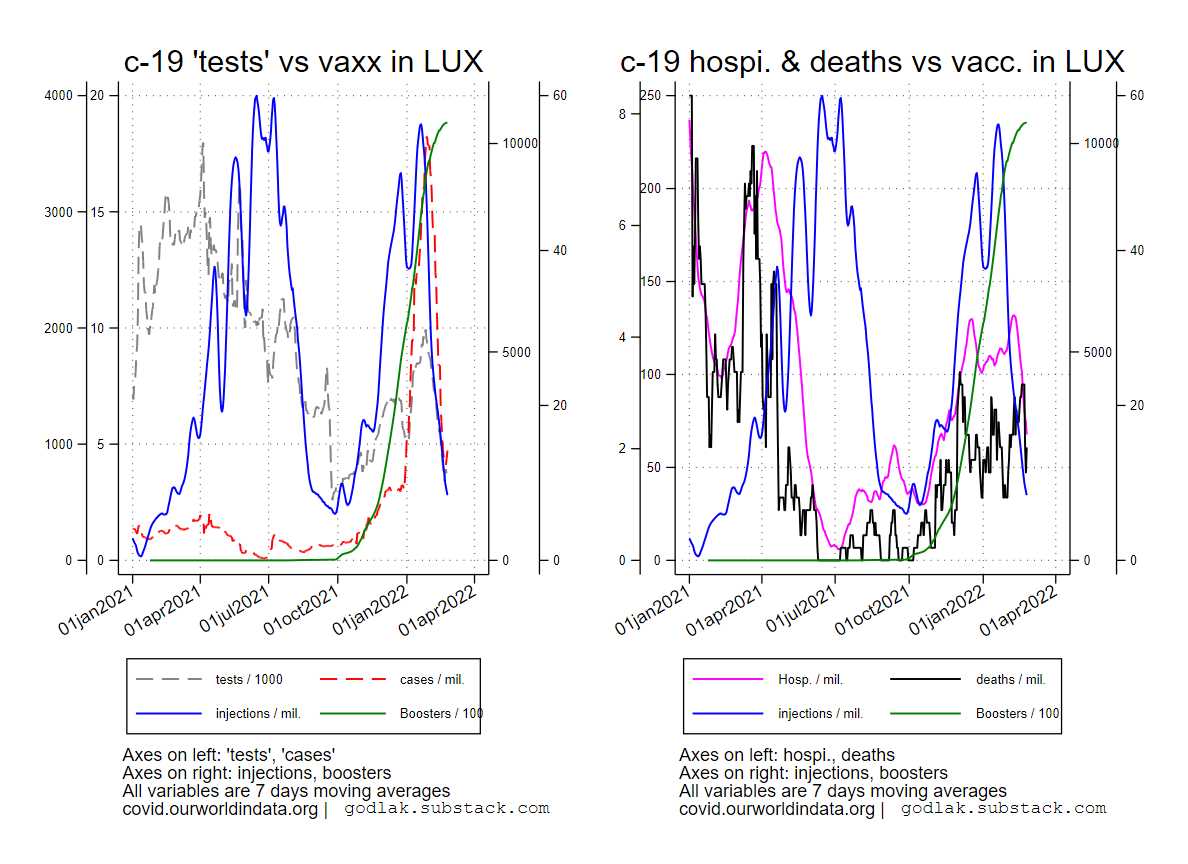 c-19 'tests' vs vaxx in LUX
4000
3000
2000
1000
0
20
15
10
5
0
10000
5000
0
60
40
20
0
01jan2021
01apr2021
01jul2021
01oct2021
01jan2022
01apr2022
tests / 1000
cases / mil.
injections / mil.
Boosters / 100
Axes on left: 'tests', 'cases'
Axes on right: injections, boosters
All variables are 7 days moving averages
covid.ourworldindata.org | godlak.substack.com
c-19 hospi. & deaths vs vacc. in LUX
8
6
4
2
0
250
200
150
100
50
0
10000
5000
0
60
40
20
0
01jan2021
01apr2021
01jul2021
01oct2021
01jan2022
01apr2022
Hosp. / mil.
deaths / mil.
injections / mil.
Boosters / 100
Axes on left: hospi., deaths
Axes on right: injections, boosters
All variables are 7 days moving averages
covid.ourworldindata.org | godlak.substack.com